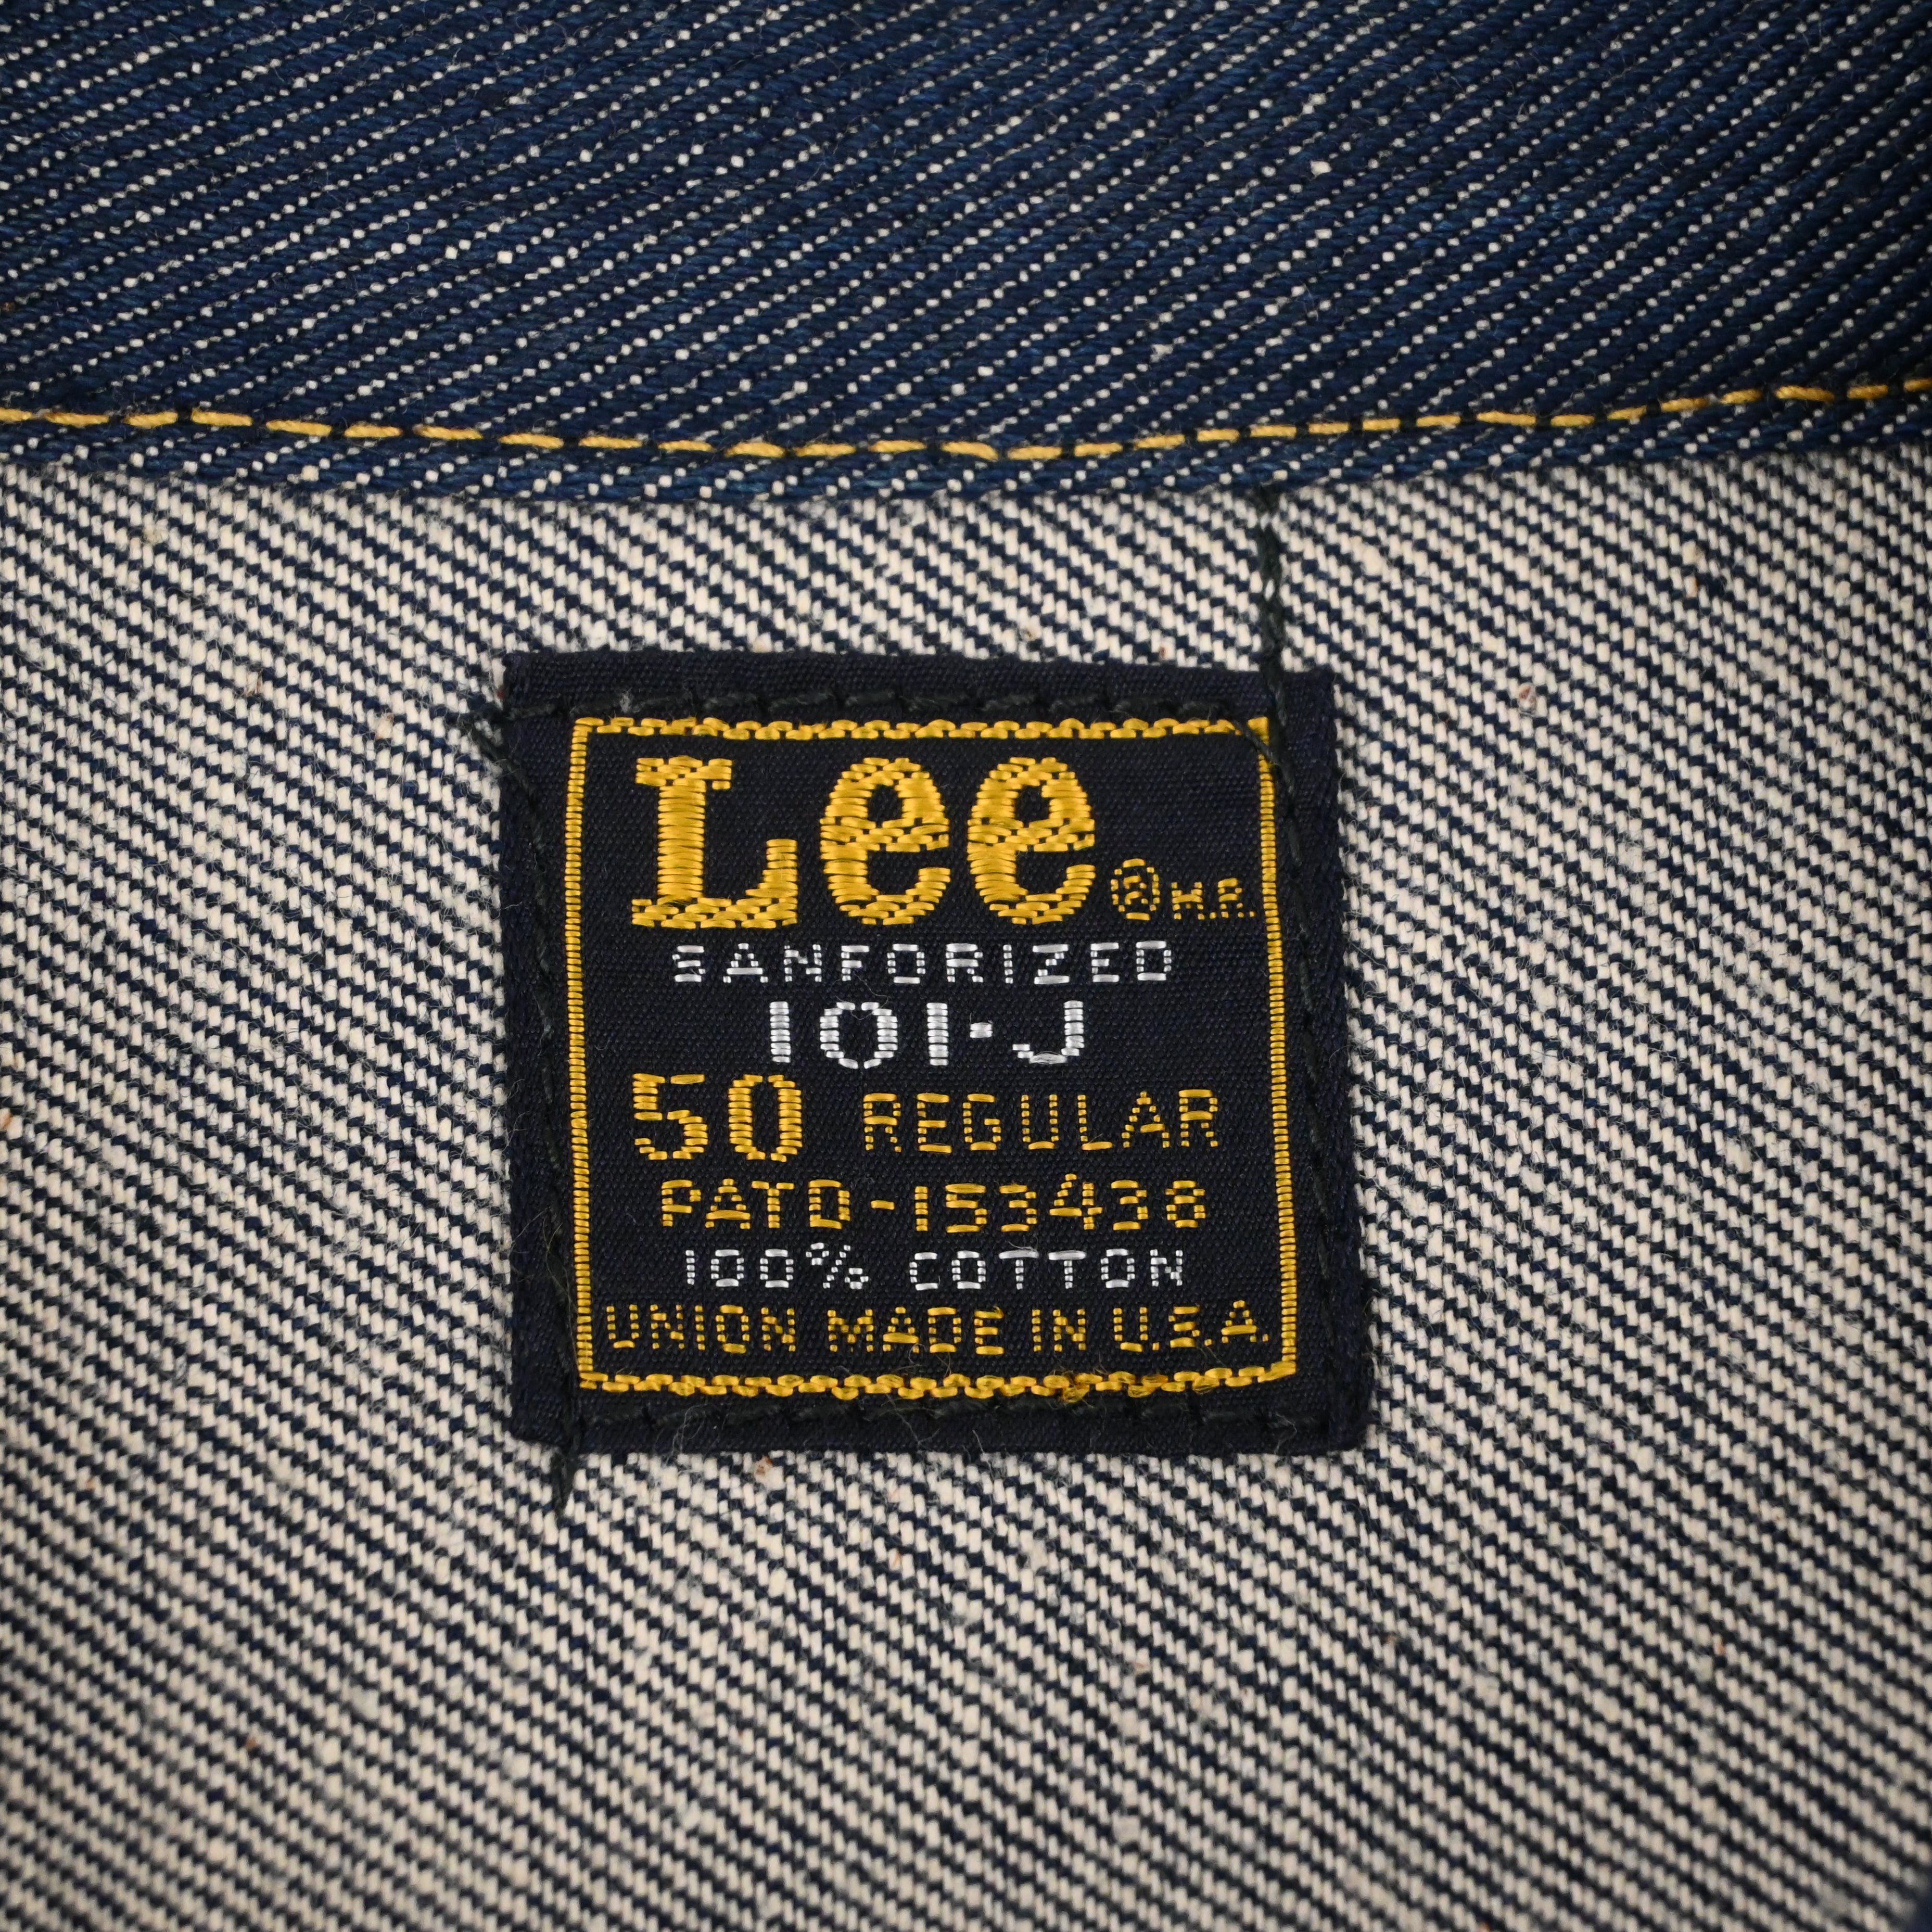 Lee ® M.R.
SANFORIZED
101-J
50 REGULAR
PATD-153438
100% COTTON
UNION MADE IN U.S.A.